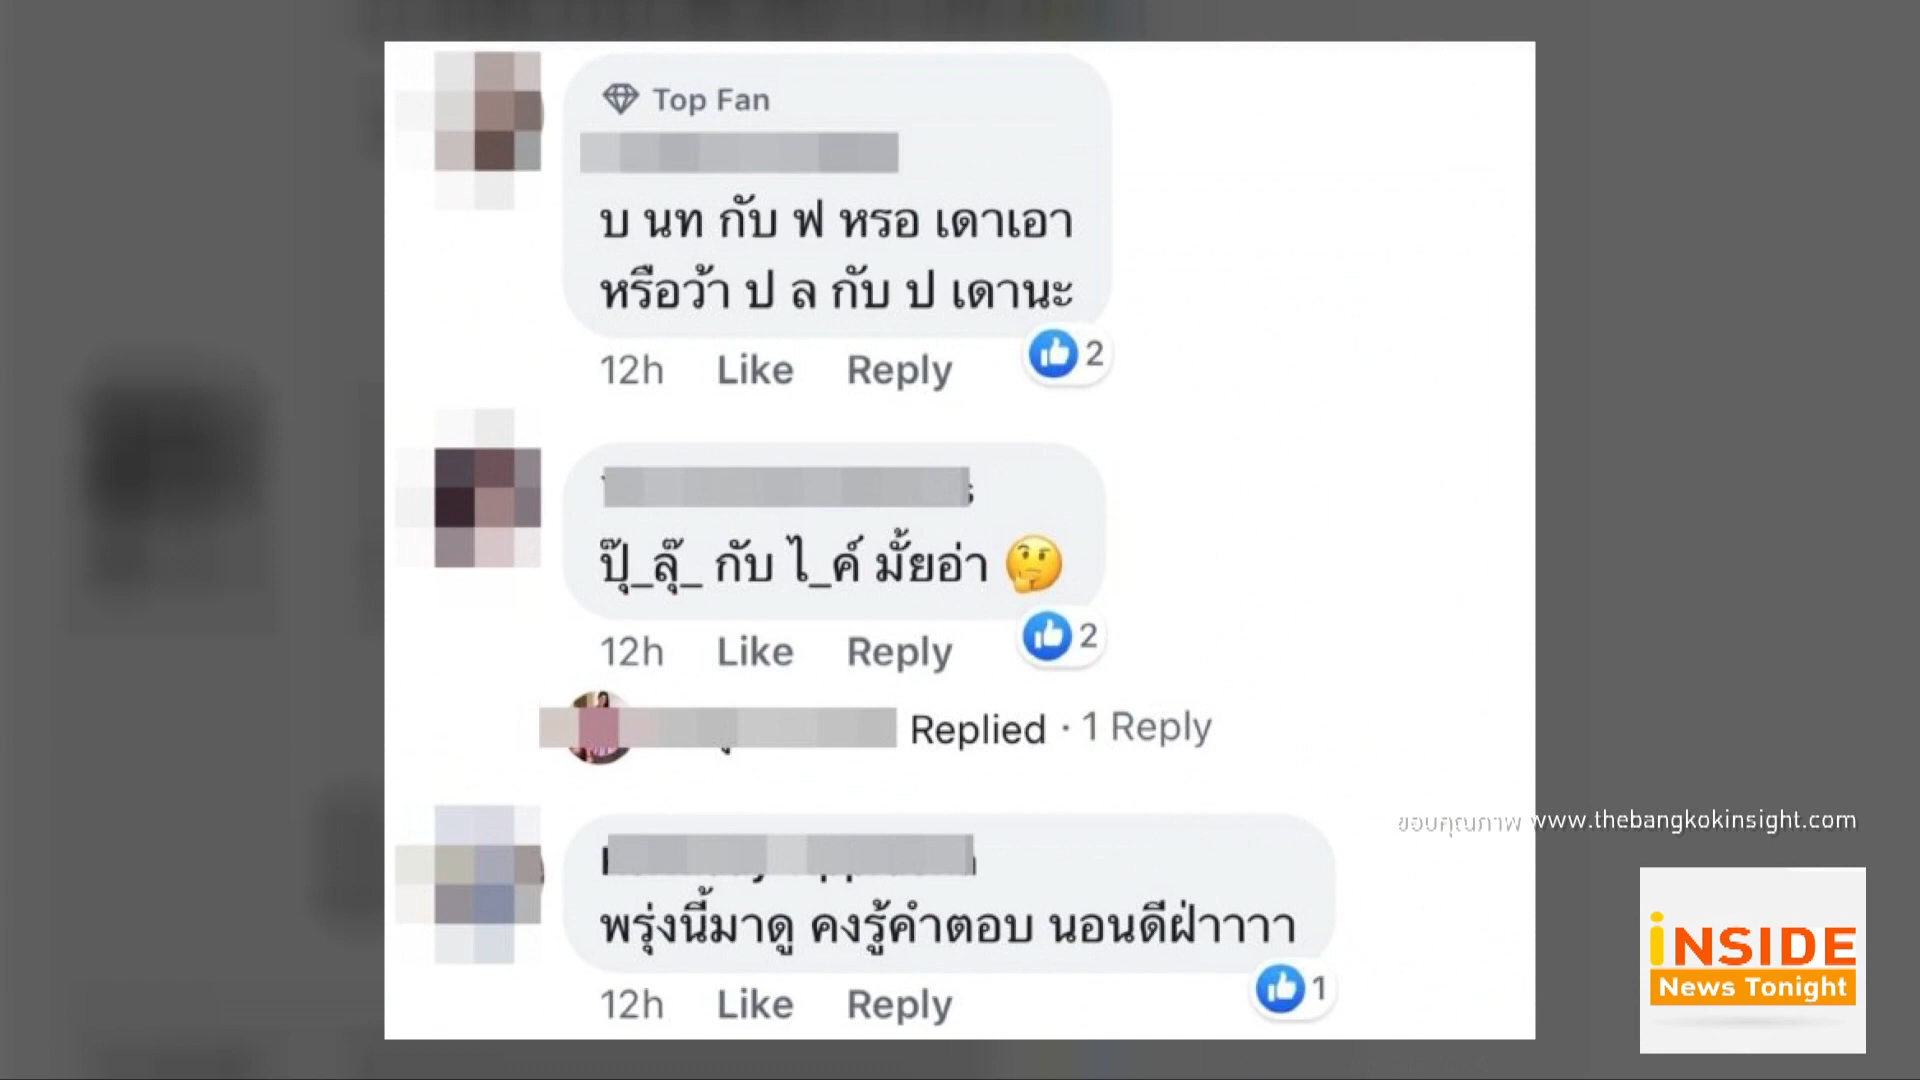 Top Fan
บ นท กับ ฟ หรอ เดาเอา
หรือว้า ป ล กับ ป เดานะ
2
12h Like Reply
ปุ๊_ลุ๊_ กับ ไ_ค์ มั้ยอ่า 🤔
2
12h Like Reply
Replied · 1 Reply
ขอบคุณภาพ www.thebangkokinsight.com
พรุ่งนี้มาดู คงรู้คำตอบ นอนดีฝ่าาาา
1
12h Like Reply
iNSIDE
News Tonight